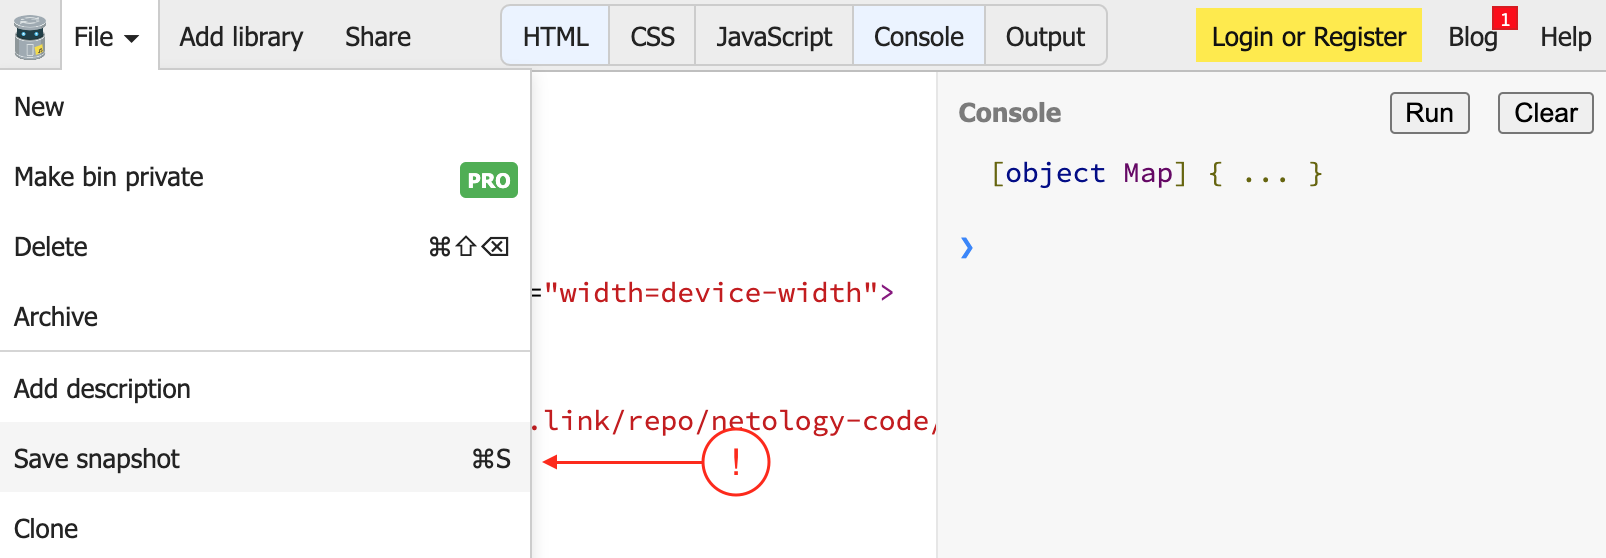 File Add library Share HTML CSS JavaScript Console Output Login or Register Blog 1 Help
New
Make bin private PRO
Delete ⌘⇧⌫
Archive
Add description
Save snapshot ⌘S
Clone
="width=device-width">
.link/repo/netology-code/
!
Console Run Clear
[object Map] { ... }
❯